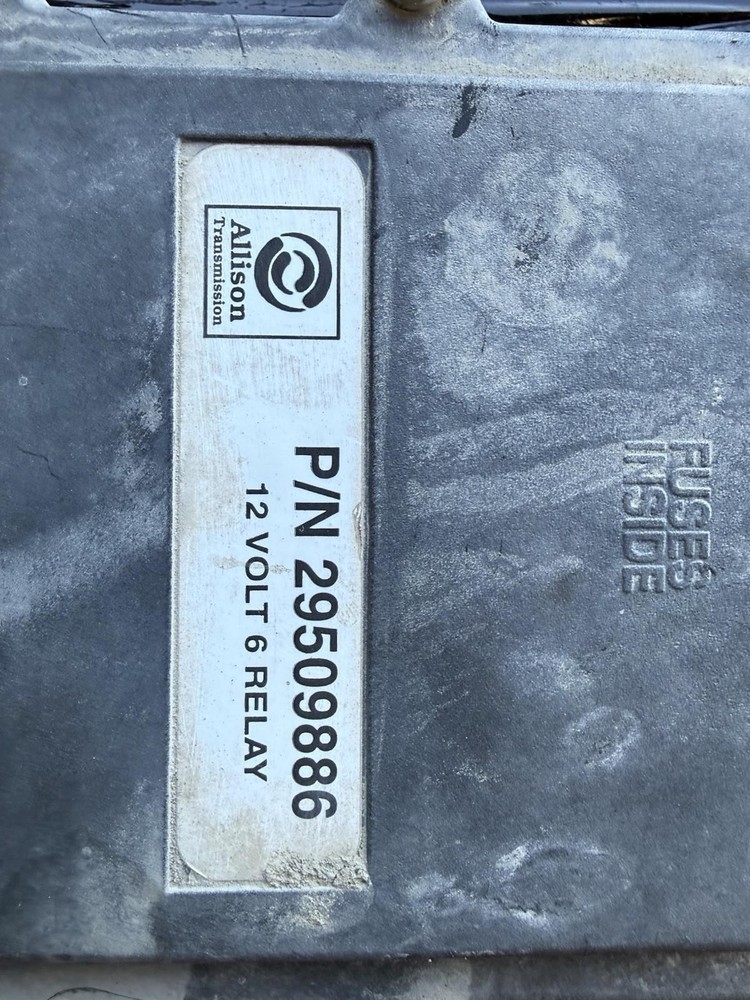 Allison
Transmission
P/N 29509886
12 VOLT 6 RELAY
FUSES
INSIDE